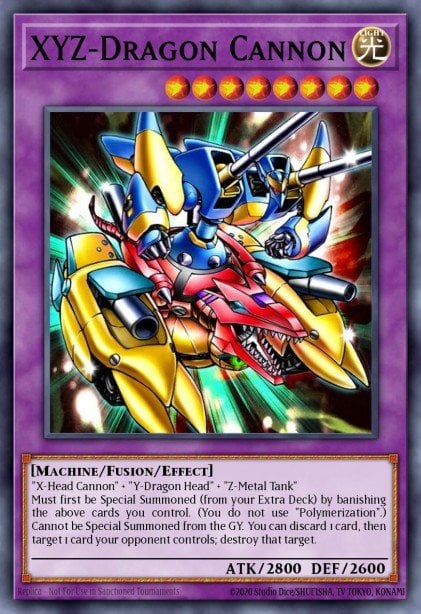 XYZ-Dragon Cannon
LIGHT
光
[Machine/Fusion/Effect]
"X-Head Cannon" + "Y-Dragon Head" + "Z-Metal Tank"
Must first be Special Summoned (from your Extra Deck) by banishing
the above cards you control. (You do not use "Polymerization".)
Cannot be Special Summoned from the GY. You can discard 1 card, then
target 1 card your opponent controls; destroy that target.
ATK/2800 DEF/2600
Replica - Not For Use in Sanctioned Tournaments
©2020 Studio Dice/SHUEISHA, TV TOKYO, KONAMI